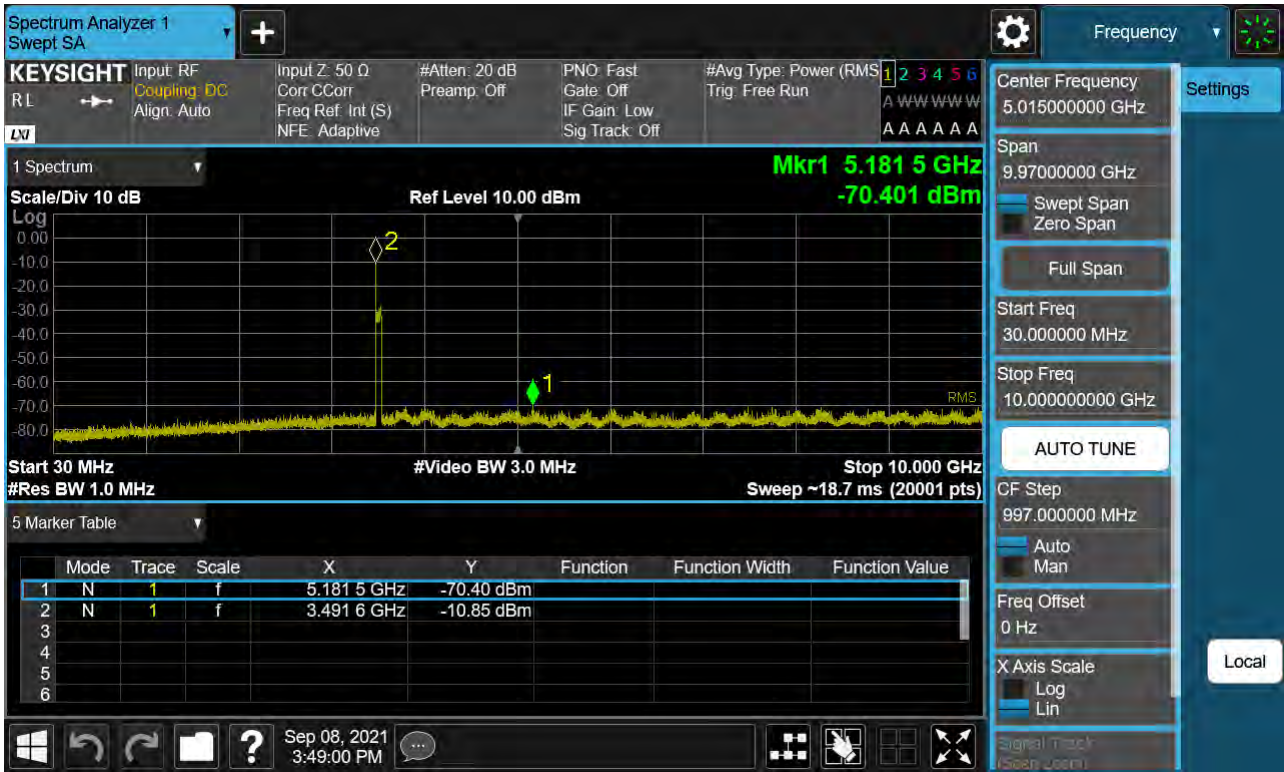 Spectrum Analyzer 1
Swept SA
Frequency
KEYSIGHT
R L
LXI
Input: RF
Coupling: DC
Align: Auto
Input Z: 50 Ω
Corr CCorr
Freq Ref: Int (S)
NFE: Adaptive
#Atten: 20 dB
Preamp: Off
PNO: Fast
Gate: Off
IF Gain: Low
Sig Track: Off
#Avg Type: Power (RMS
Trig: Free Run
1 2 3 4 5 6
A W W W W W
A A A A A A
1 Spectrum
Mkr1 5.181 5 GHz
Scale/Div 10 dB
Ref Level 10.00 dBm
-70.401 dBm
Log
0.00
-10.0
-20.0
-30.0
-40.0
-50.0
-60.0
-70.0
-80.0
2
1
RMS
Start 30 MHz
#Video BW 3.0 MHz
Stop 10.000 GHz
#Res BW 1.0 MHz
Sweep ~18.7 ms (20001 pts)
5 Marker Table
Mode Trace Scale X Y Function Function Width Function Value
1 N 1 f 5.181 5 GHz -70.40 dBm
2 N 1 f 3.491 6 GHz -10.85 dBm
3
4
5
6
Center Frequency
5.015000000 GHz
Span
9.97000000 GHz
Swept Span
Zero Span
Full Span
Start Freq
30.000000 MHz
Stop Freq
10.000000000 GHz
AUTO TUNE
CF Step
997.000000 MHz
Auto
Man
Freq Offset
0 Hz
X Axis Scale
Log
Lin
Signal Track
(Span Zoom)
Settings
Local
?
Sep 08, 2021
3:49:00 PM